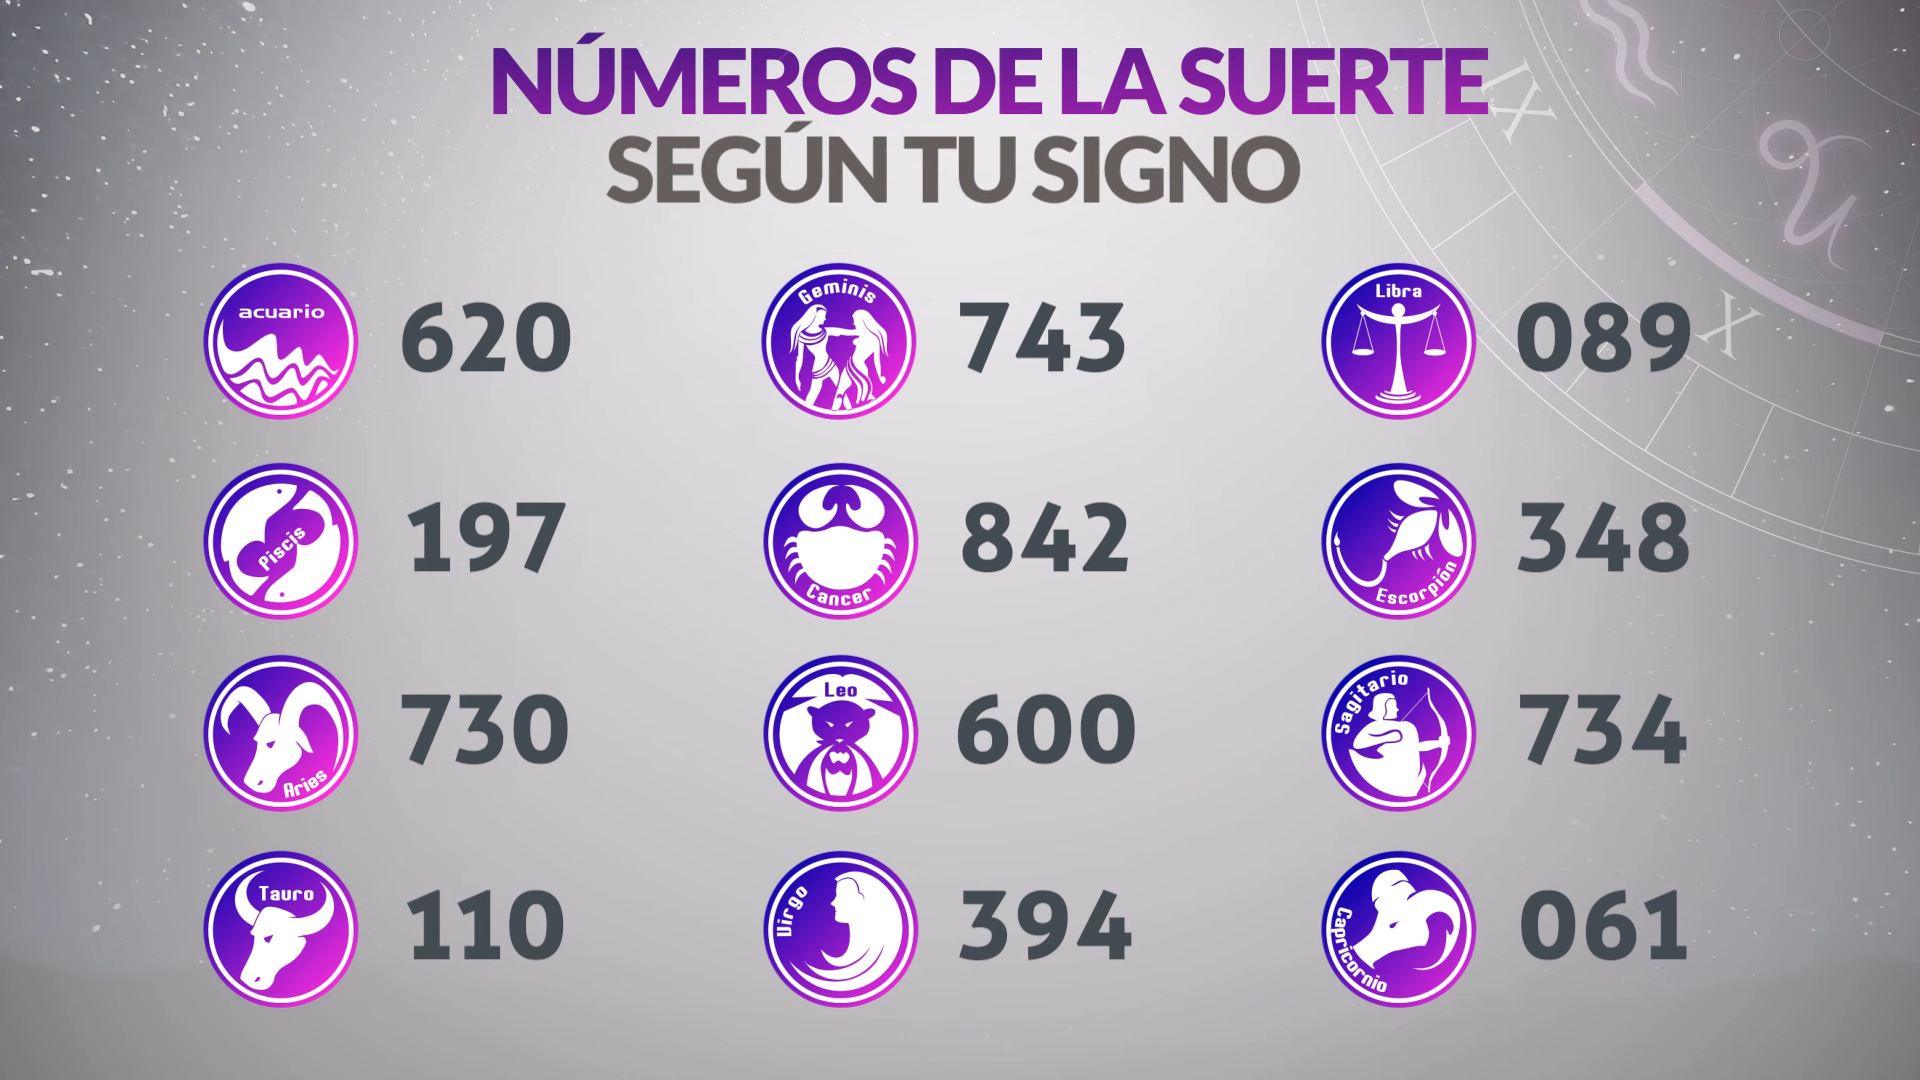 NÚMEROS DE LA SUERTE
SEGÚN TU SIGNO
acuario 620
Geminis 743
Libra 089
Piscis 197
Cancer 842
Escorpión 348
Aries 730
Leo 600
Sagitario 734
Tauro 110
Virgo 394
Capricornio 061
X
X